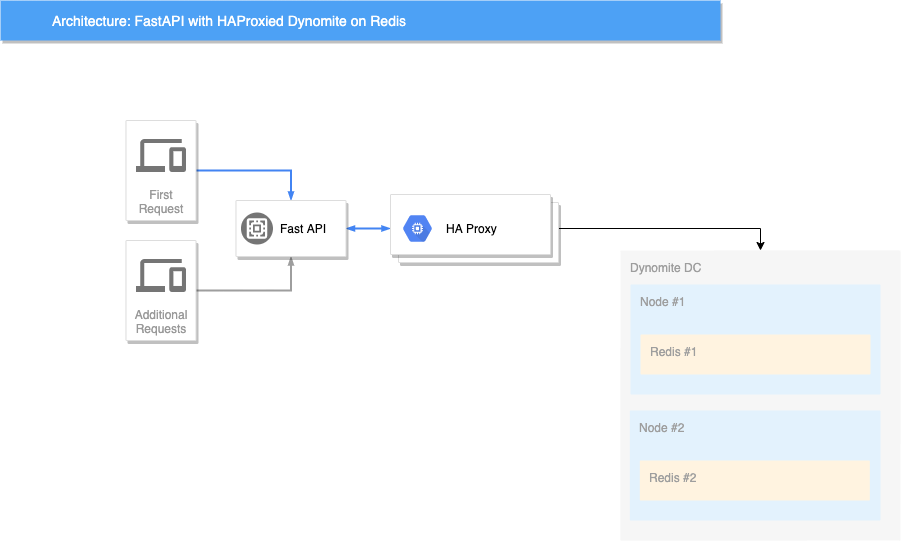 Architecture: FastAPI with HAProxied Dynomite on Redis
First
Request
Fast API
HA Proxy
Additional
Requests
Dynomite DC
Node #1
Redis #1
Node #2
Redis #2